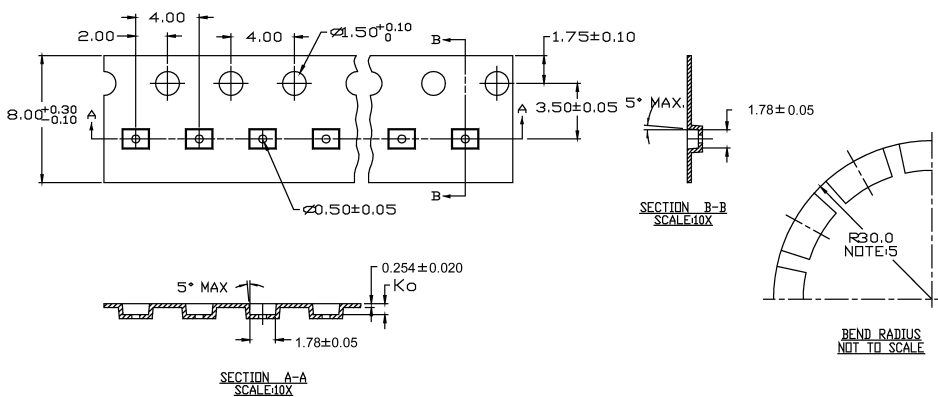 4.00
2.00
4.00
Ø1.50+0.10
0
B
1.75±0.10
8.00+0.30
-0.10
A
A
3.50±0.05
5° MAX.
1.78±0.05
B
Ø0.50±0.05
SECTION B-B
SCALE:10X
R30.0
NOTE:5
5° MAX
0.254±0.020
Ko
1.78±0.05
BEND RADIUS
NOT TO SCALE
SECTION A-A
SCALE:10X